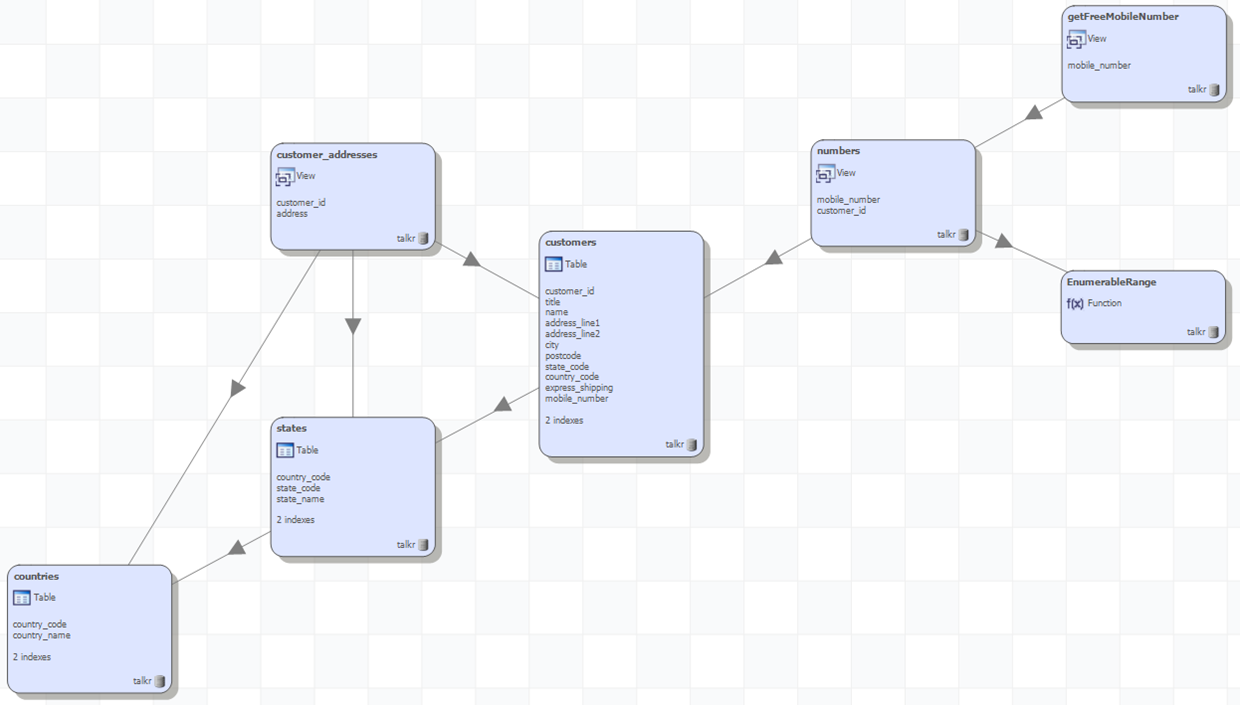 getFreeMobileNumber
View
mobile_number
talkr
customer_addresses
View
customer_id
address
talkr
numbers
View
mobile_number
customer_id
talkr
customers
Table
customer_id
title
name
address_line1
address_line2
city
postcode
state_code
country_code
express_shipping
mobile_number
2 indexes
talkr
EnumerableRange
f(x) Function
talkr
states
Table
country_code
state_code
state_name
2 indexes
talkr
countries
Table
country_code
country_name
2 indexes
talkr